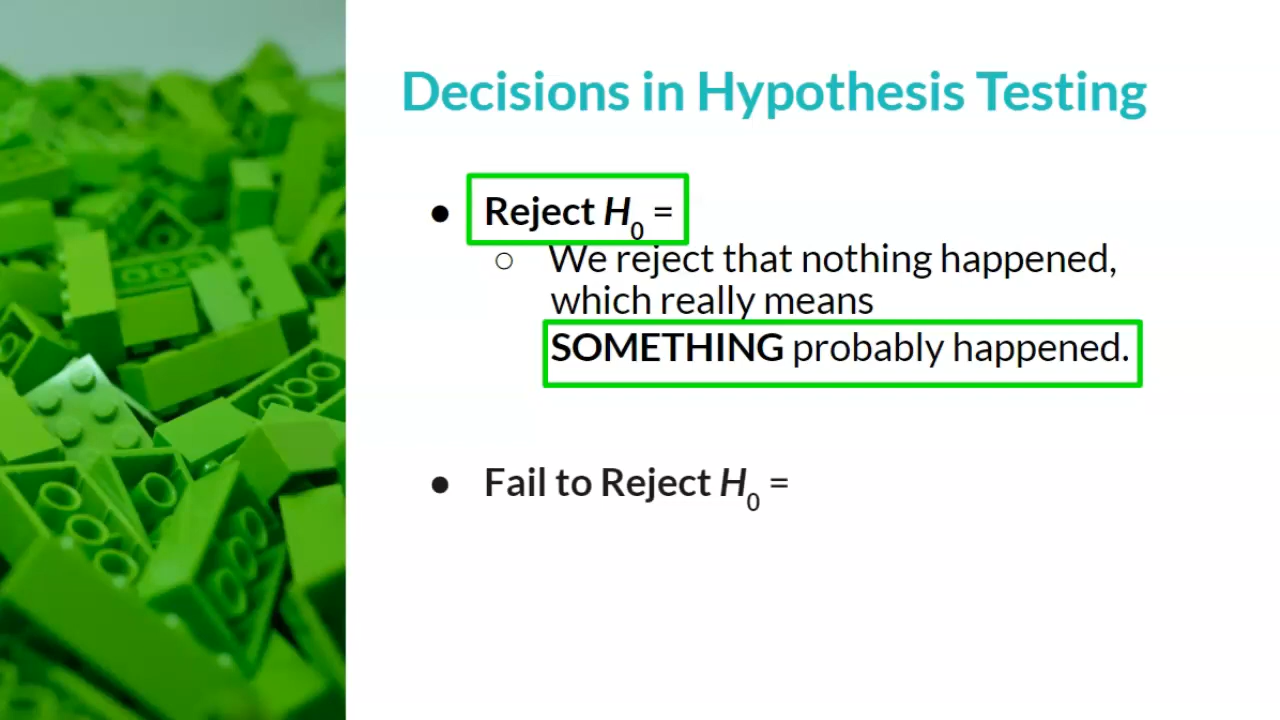 Decisions in Hypothesis Testing
● Reject H₀ =
○ We reject that nothing happened,
which really means
SOMETHING probably happened.
● Fail to Reject H₀ =